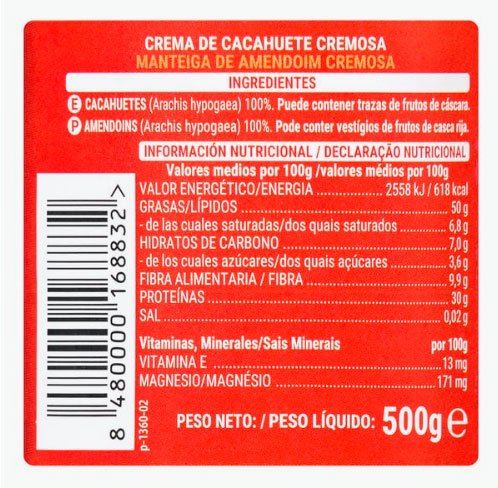 CREMA DE CACAHUETE CREMOSA
MANTEIGA DE AMENDOIM CREMOSA
INGREDIENTES
E CACAHUETES (Arachis hypogaea) 100%. Puede contener trazas de frutos de cáscara.
P AMENDOINS (Arachis hypogaea) 100%. Pode conter vestígios de frutos de casca rija.
INFORMACIÓN NUTRICIONAL / DECLARAÇÃO NUTRICIONAL
Valores medios por 100g /valores médios por 100g
VALOR ENERGÉTICO/ENERGIA 2558 kJ / 618 kcal
GRASAS/LÍPIDOS 50 g
- de las cuales saturadas/dos quais saturados 6,8 g
HIDRATOS DE CARBONO 7,0 g
- de los cuales azúcares/dos quais açúcares 3,6 g
FIBRA ALIMENTARIA / FIBRA 9,9 g
PROTEÍNAS 30 g
SAL 0,02 g
Vitaminas, Minerales/Sais Minerais por 100g
VITAMINA E 13 mg
MAGNESIO/MAGNÉSIO 171 mg
PESO NETO: / PESO LÍQUIDO: 500g e
8 480000 168832 >
p-1360-02